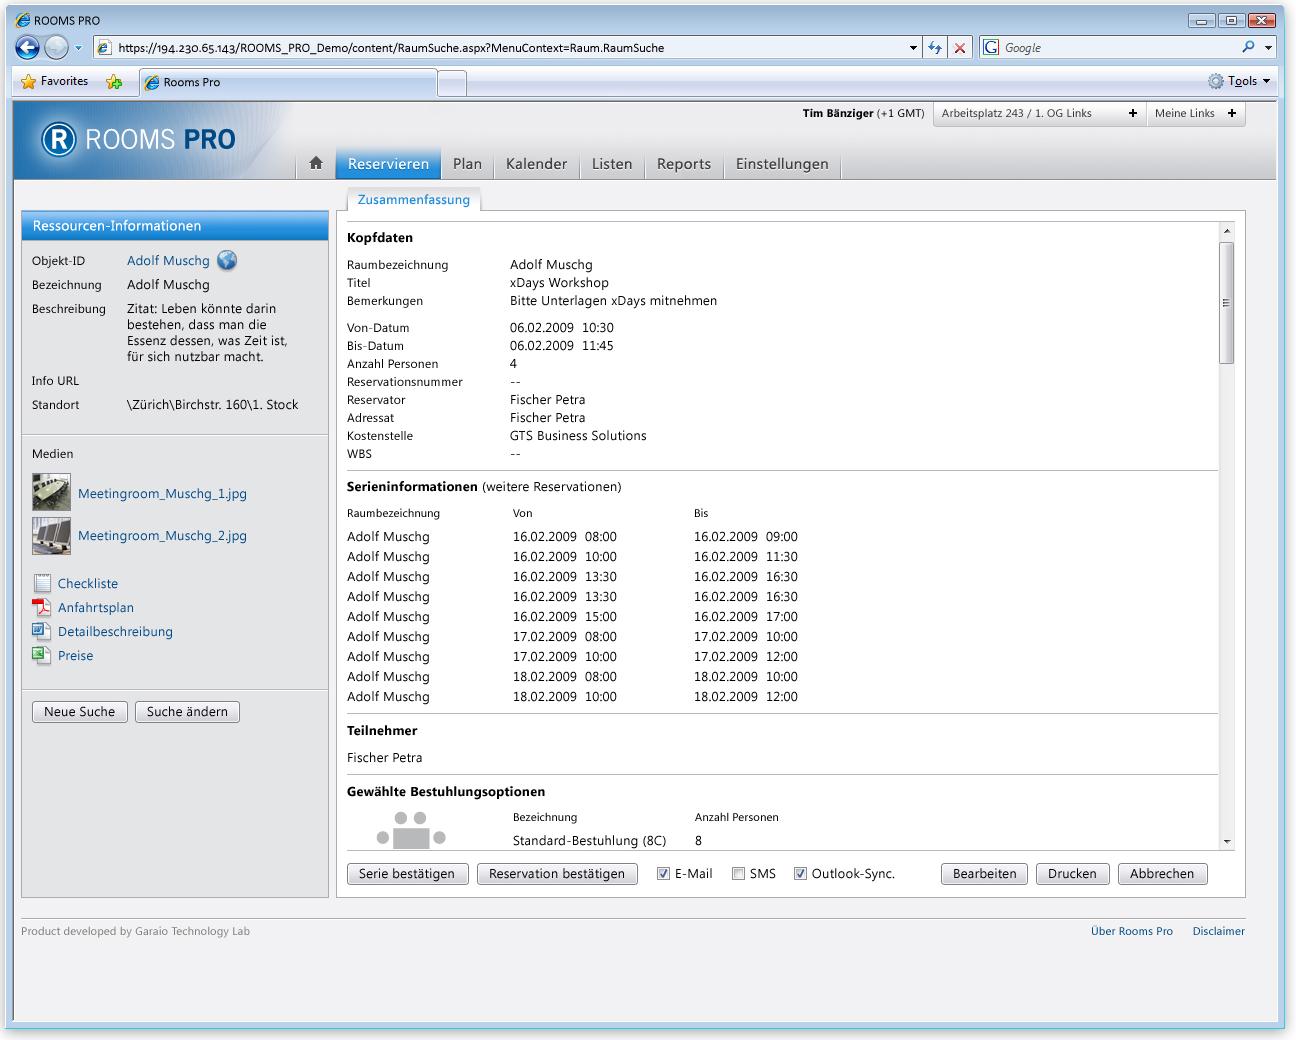 ROOMS PRO
https://194.230.65.143/ROOMS_PRO_Demo/content/RaumSuche.aspx?MenuContext=Raum.RaumSuche
Google
Favorites
Rooms Pro
Tools
R ROOMS PRO
Tim Bänziger (+1 GMT)
Arbeitsplatz 243 / 1. OG Links +
Meine Links +
Reservieren Plan Kalender Listen Reports Einstellungen
Zusammenfassung
Ressourcen-Informationen
Objekt-ID Adolf Muschg
Bezeichnung Adolf Muschg
Beschreibung Zitat: Leben könnte darin
bestehen, dass man die
Essenz dessen, was Zeit ist,
für sich nutzbar macht.
Info URL
Standort \Zürich\Birchstr. 160\1. Stock
Medien
Meetingroom_Muschg_1.jpg
Meetingroom_Muschg_2.jpg
Checkliste
Anfahrtsplan
Detailbeschreibung
Preise
Neue Suche Suche ändern
Kopfdaten
Raumbezeichnung Adolf Muschg
Titel xDays Workshop
Bemerkungen Bitte Unterlagen xDays mitnehmen
Von-Datum 06.02.2009 10:30
Bis-Datum 06.02.2009 11:45
Anzahl Personen 4
Reservationsnummer --
Reservator Fischer Petra
Adressat Fischer Petra
Kostenstelle GTS Business Solutions
WBS --
Serieninformationen (weitere Reservationen)
Raumbezeichnung Von Bis
Adolf Muschg 16.02.2009 08:00 16.02.2009 09:00
Adolf Muschg 16.02.2009 10:00 16.02.2009 11:30
Adolf Muschg 16.02.2009 13:30 16.02.2009 16:30
Adolf Muschg 16.02.2009 13:30 16.02.2009 16:30
Adolf Muschg 16.02.2009 15:00 16.02.2009 17:00
Adolf Muschg 17.02.2009 08:00 17.02.2009 10:00
Adolf Muschg 17.02.2009 10:00 17.02.2009 12:00
Adolf Muschg 18.02.2009 08:00 18.02.2009 10:00
Adolf Muschg 18.02.2009 10:00 18.02.2009 12:00
Teilnehmer
Fischer Petra
Gewählte Bestuhlungsoptionen
Bezeichnung Anzahl Personen
Standard-Bestuhlung (8C) 8
Serie bestätigen Reservation bestätigen E-Mail SMS Outlook-Sync. Bearbeiten Drucken Abbrechen
Product developed by Garaio Technology Lab
Über Rooms Pro Disclaimer